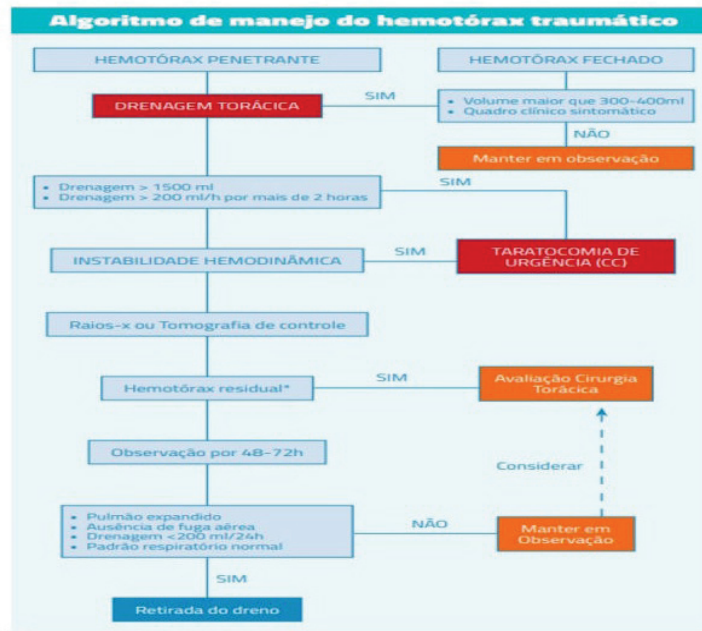 Algoritmo de manejo do hemotórax traumático
HEMOTÓRAX PENETRANTE
HEMOTÓRAX FECHADO
DRENAGEM TORÁCICA
SIM
• Volume maior que 300-400ml
• Quadro clínico sintomático
NÃO
Manter em observação
• Drenagem > 1500 ml
• Drenagem > 200 ml/h por mais de 2 horas
SIM
INSTABILIDADE HEMODINÂMICA
SIM
TARATOCOMIA DE
URGÊNCIA (CC)
Raios-x ou Tomografia de controle
Hemotórax residual*
SIM
Avaliação Cirurgia
Torácica
Observação por 48-72h
Considerar
• Pulmão expandido
• Ausência de fuga aérea
• Drenagem <200 ml/24h
• Padrão respiratório normal
NÃO
Manter em
Observação
SIM
Retirada do dreno